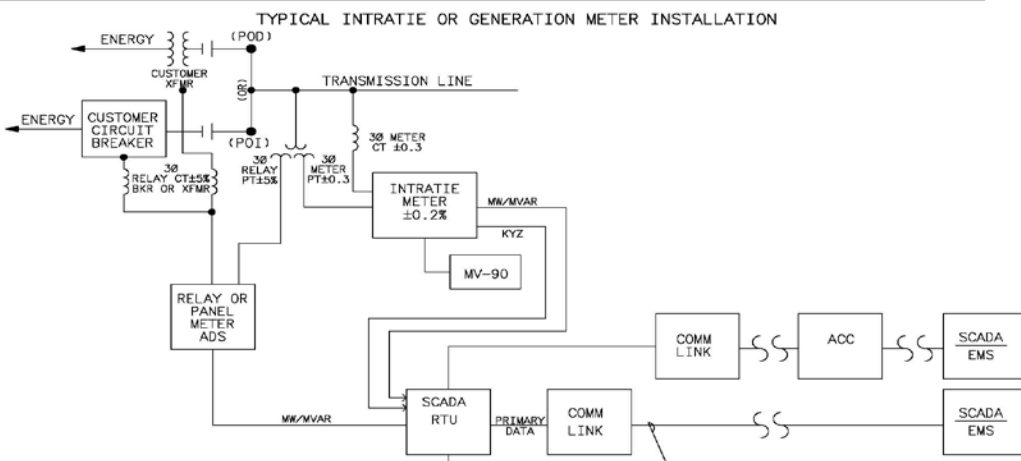 TYPICAL INTRATIE OR GENERATION METER INSTALLATION
ENERGY
(POD)
CUSTOMER
XFMR
(OR)
TRANSMISSION LINE
ENERGY
CUSTOMER
CIRCUIT
BREAKER
(POI)
3Ø METER
CT ±0.3
3Ø
RELAY CT±5%
BKR OR XFMR
3Ø
RELAY
PT±5%
3Ø
METER
PT±0.3
INTRATIE
METER
±0.2%
MW/MVAR
KYZ
MV-90
RELAY OR
PANEL
METER
ADS
COMM
LINK
ACC
SCADA
EMS
MW/MVAR
SCADA
RTU
PRIMARY
DATA
COMM
LINK
SCADA
EMS